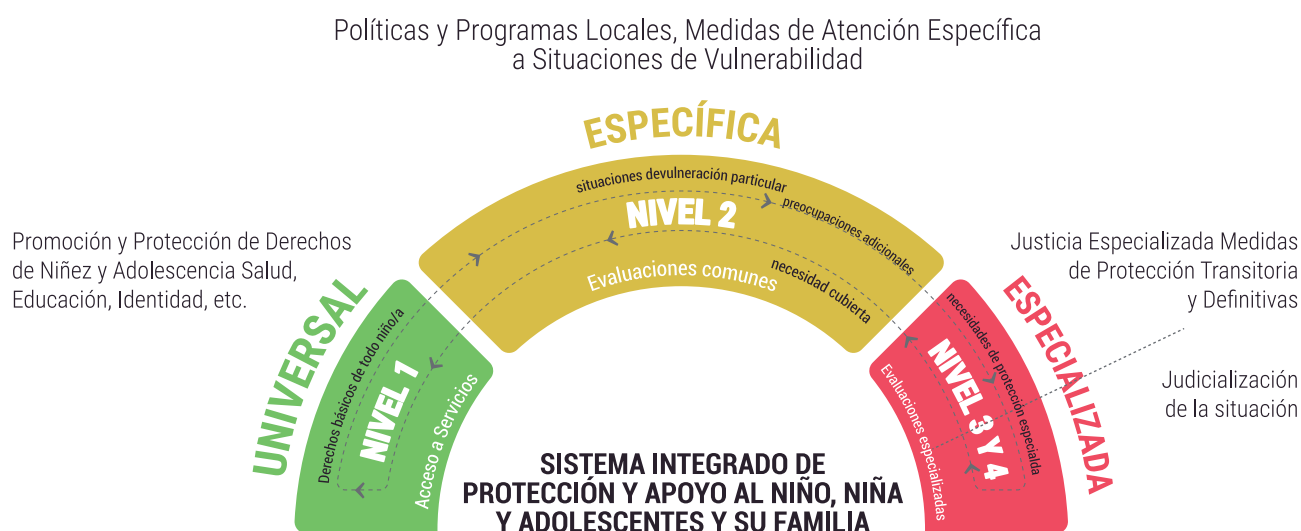 Políticas y Programas Locales, Medidas de Atención Específica
a Situaciones de Vulnerabilidad
ESPECÍFICA
situaciones devulneración particular
preocupaciones adicionales
NIVEL 2
Evaluaciones comunes
necesidad cubierta
Promoción y Protección de Derechos
de Niñez y Adolescencia Salud,
Educación, Identidad, etc.
UNIVERSAL
Derechos básicos de todo niño/a
NIVEL 1
Acceso a Servicios
Justicia Especializada Medidas
de Protección Transitoria
y Definitivas
Judicialización
de la situación
ESPECIALIZADA
necesidades de protección especialda
NIVEL 3 Y 4
Evaluaciones especializadas
SISTEMA INTEGRADO DE
PROTECCIÓN Y APOYO AL NIÑO, NIÑA
Y ADOLESCENTES Y SU FAMILIA